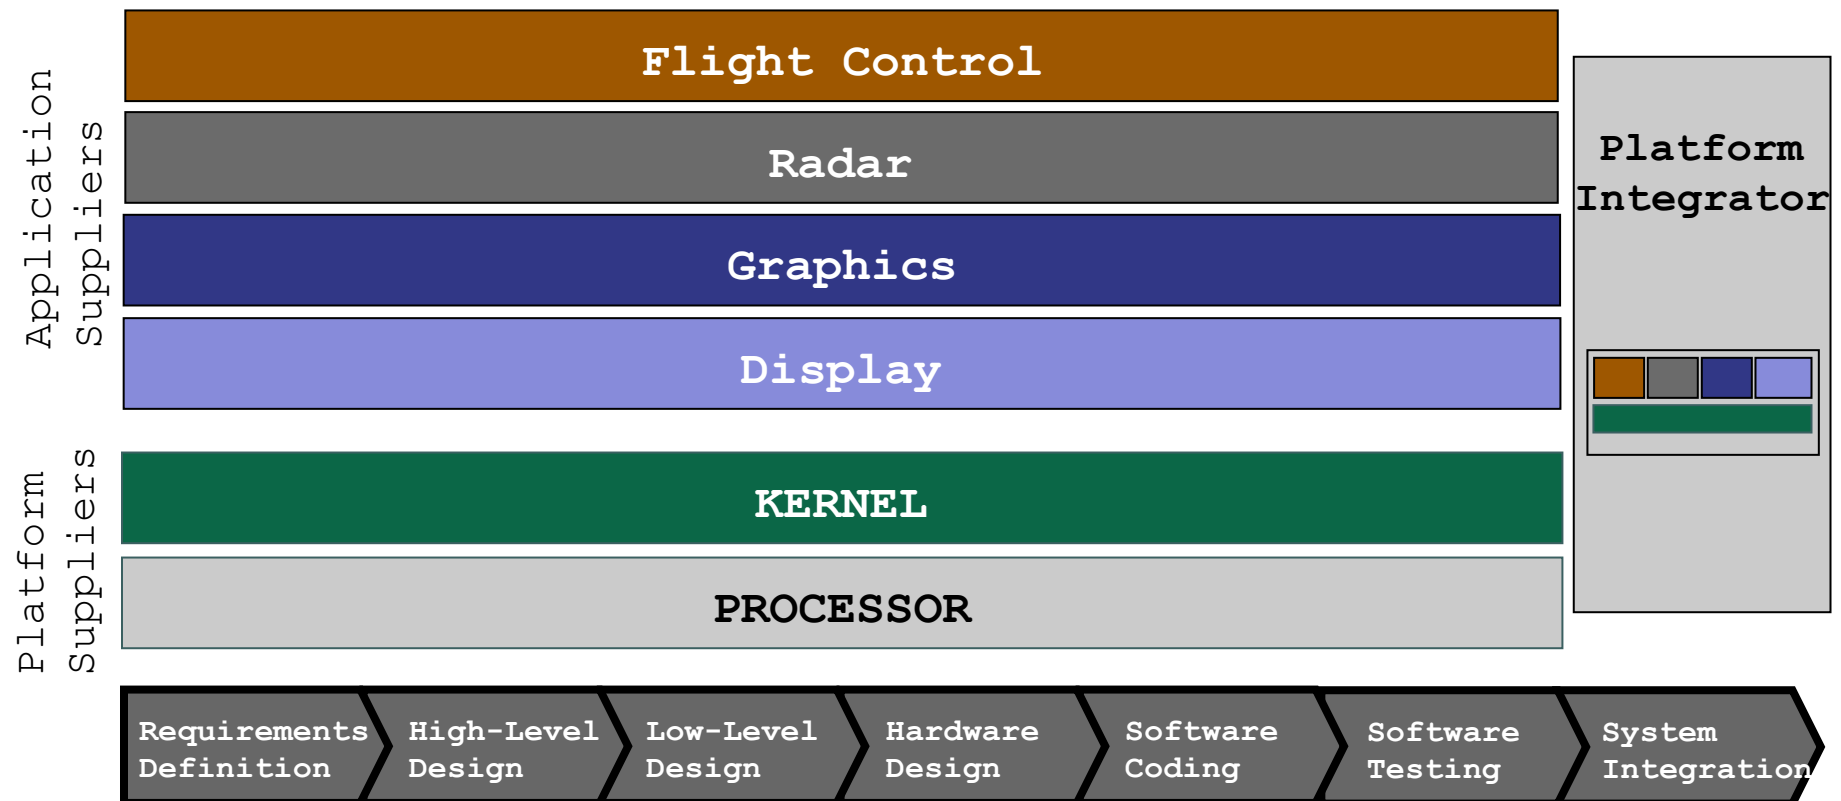 Application
Suppliers
Flight Control
Radar
Graphics
Display
Platform
Integrator
Platform
Suppliers
KERNEL
PROCESSOR
Requirements
Definition
High-Level
Design
Low-Level
Design
Hardware
Design
Software
Coding
Software
Testing
System
Integration